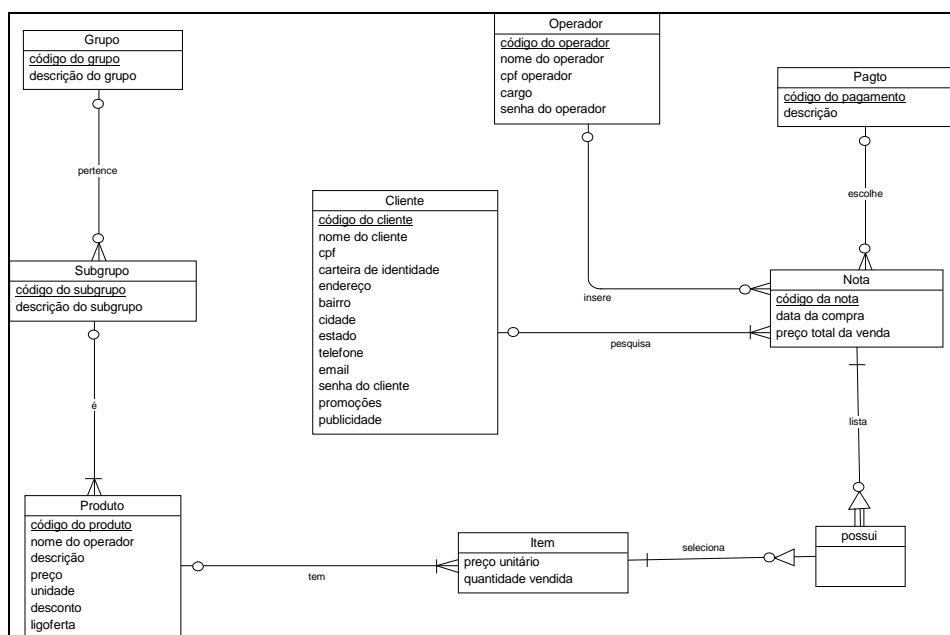 Grupo
código do grupo
descrição do grupo
pertence
Subgrupo
código do subgrupo
descrição do subgrupo
é
Produto
código do produto
nome do operador
descrição
preço
unidade
desconto
ligoferta
tem
Cliente
código do cliente
nome do cliente
cpf
carteira de identidade
endereço
bairro
cidade
estado
telefone
email
senha do cliente
promoções
publicidade
pesquisa
Operador
código do operador
nome do operador
cpf operador
cargo
senha do operador
insere
Pagto
código do pagamento
descrição
escolhe
Nota
código da nota
data da compra
preço total da venda
lista
possui
seleciona
Item
preço unitário
quantidade vendida